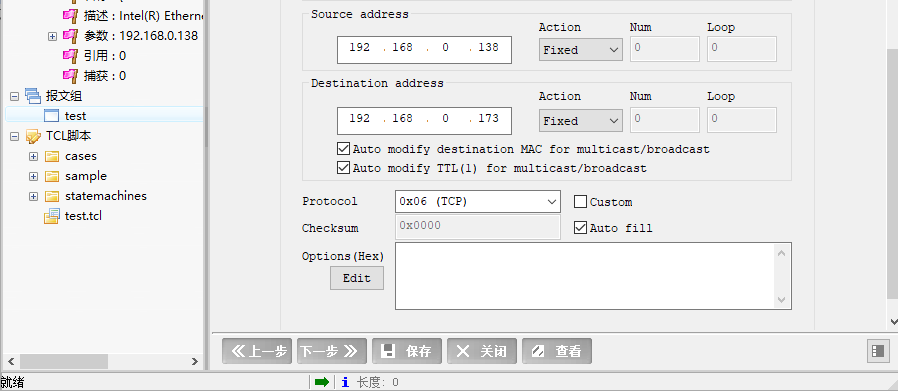 描述 : Intel(R) Etherne
参数 : 192.168.0.138
引用 : 0
捕获 : 0
报文组
test
TCL脚本
cases
sample
statemachines
test.tcl
Source address
192 . 168 . 0 . 138
Action Num Loop
Fixed 0 0
Destination address
192 . 168 . 0 . 173
Action Num Loop
Fixed 0 0
Auto modify destination MAC for multicast/broadcast
Auto modify TTL(1) for multicast/broadcast
Protocol 0x06 (TCP) Custom
Checksum 0x0000 Auto fill
Options(Hex)
Edit
上一步 下一步 保存 关闭 查看
就绪 长度: 0